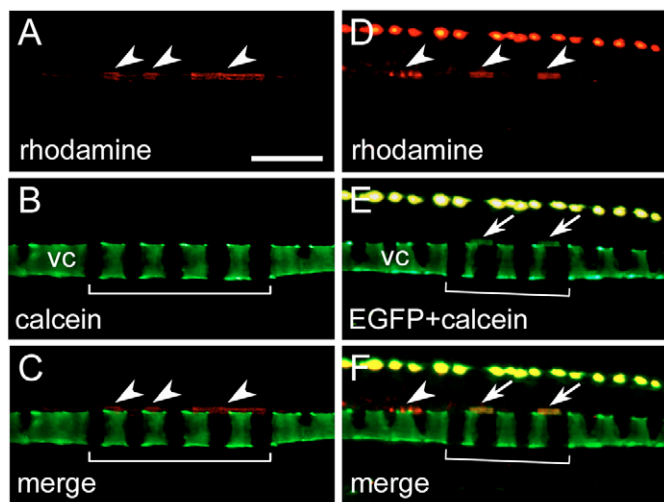 A
rhodamine
B
vc
calcein
C
merge
D
rhodamine
E
vc
EGFP+calcein
F
merge